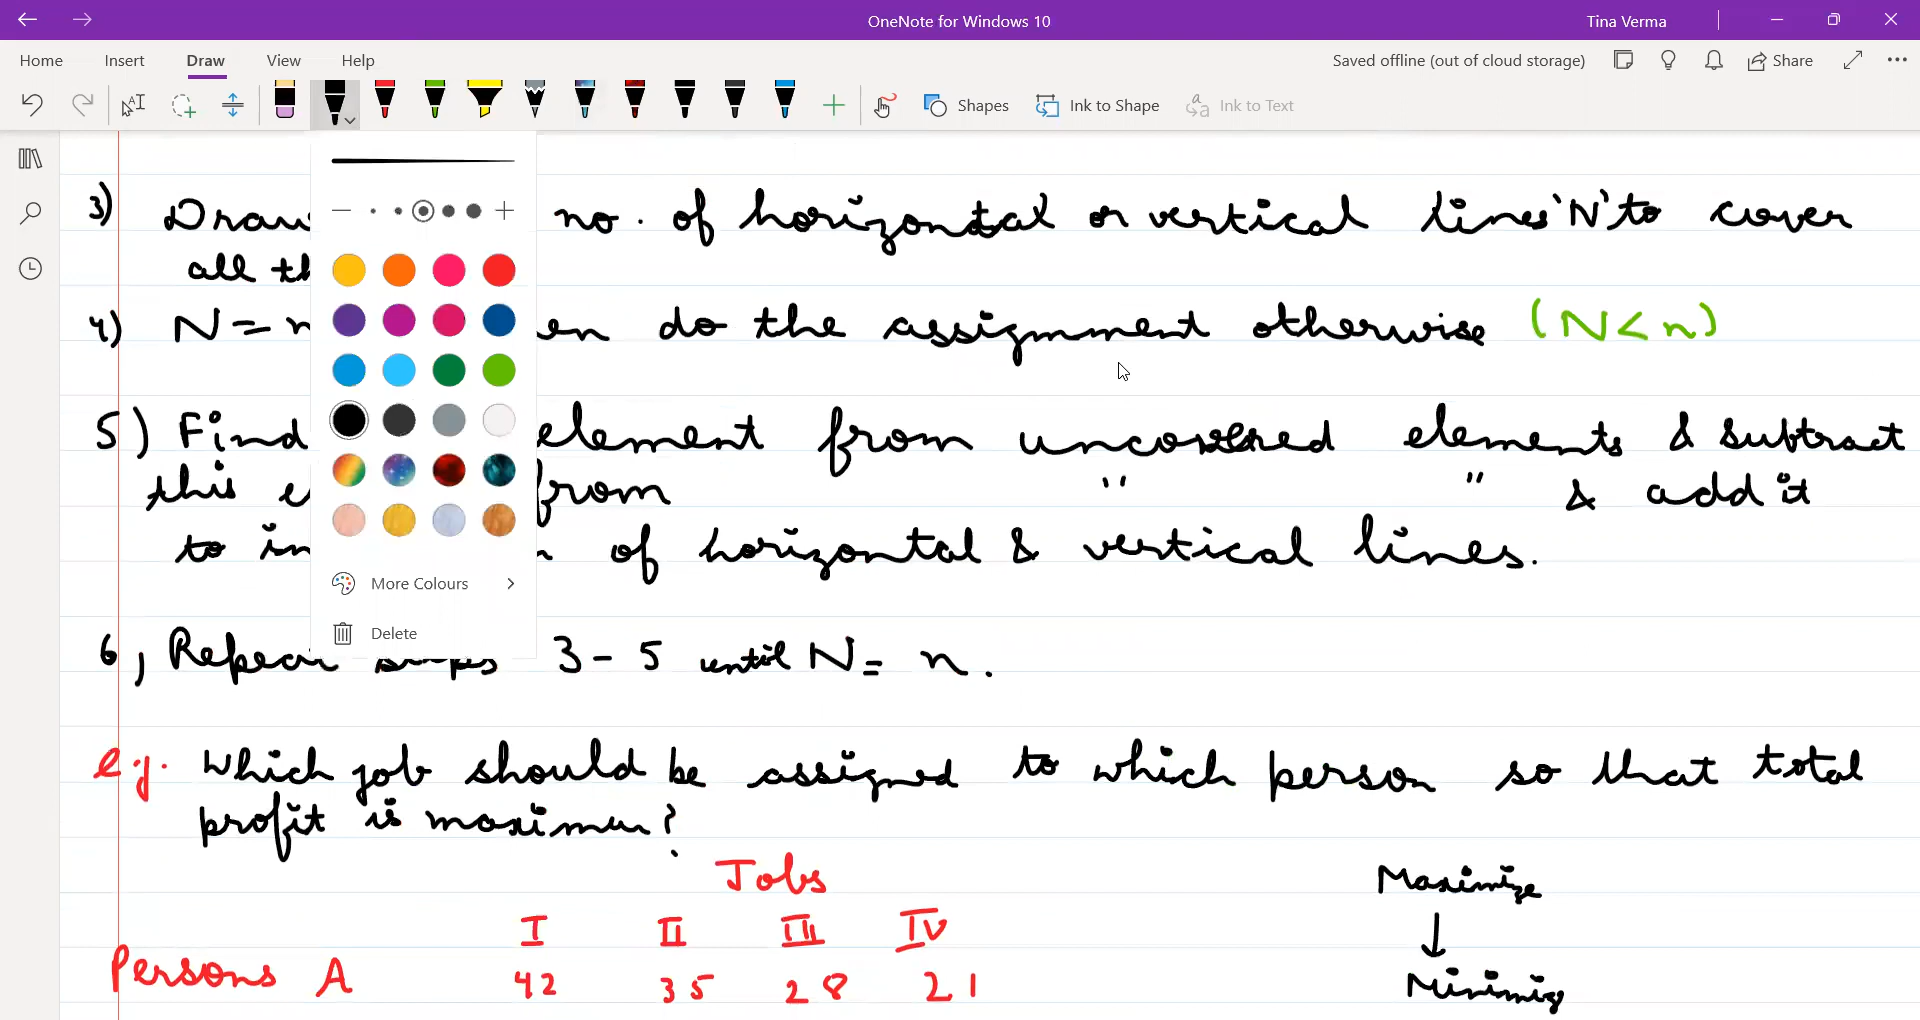 OneNote for Windows 10
Tina Verma
Home Insert Draw View Help
Saved offline (out of cloud storage)
Share
Shapes Ink to Shape Ink to Text
3) Draw no. of horizontal or vertical lines 'N' to cover
all th
4) N = n en do the assignment otherwise (N < n)
5) Find element from uncovered elements & subtract
this e from " " & add it
to in n of horizontal & vertical lines.
More Colours
Delete
6, Repeat steps 3 - 5 until N = n.
eg. Which job should be assigned to which person so that total
profit is maximum?
Jobs
Maximize
I II III IV
Persons A 42 35 28 21
Minimiz